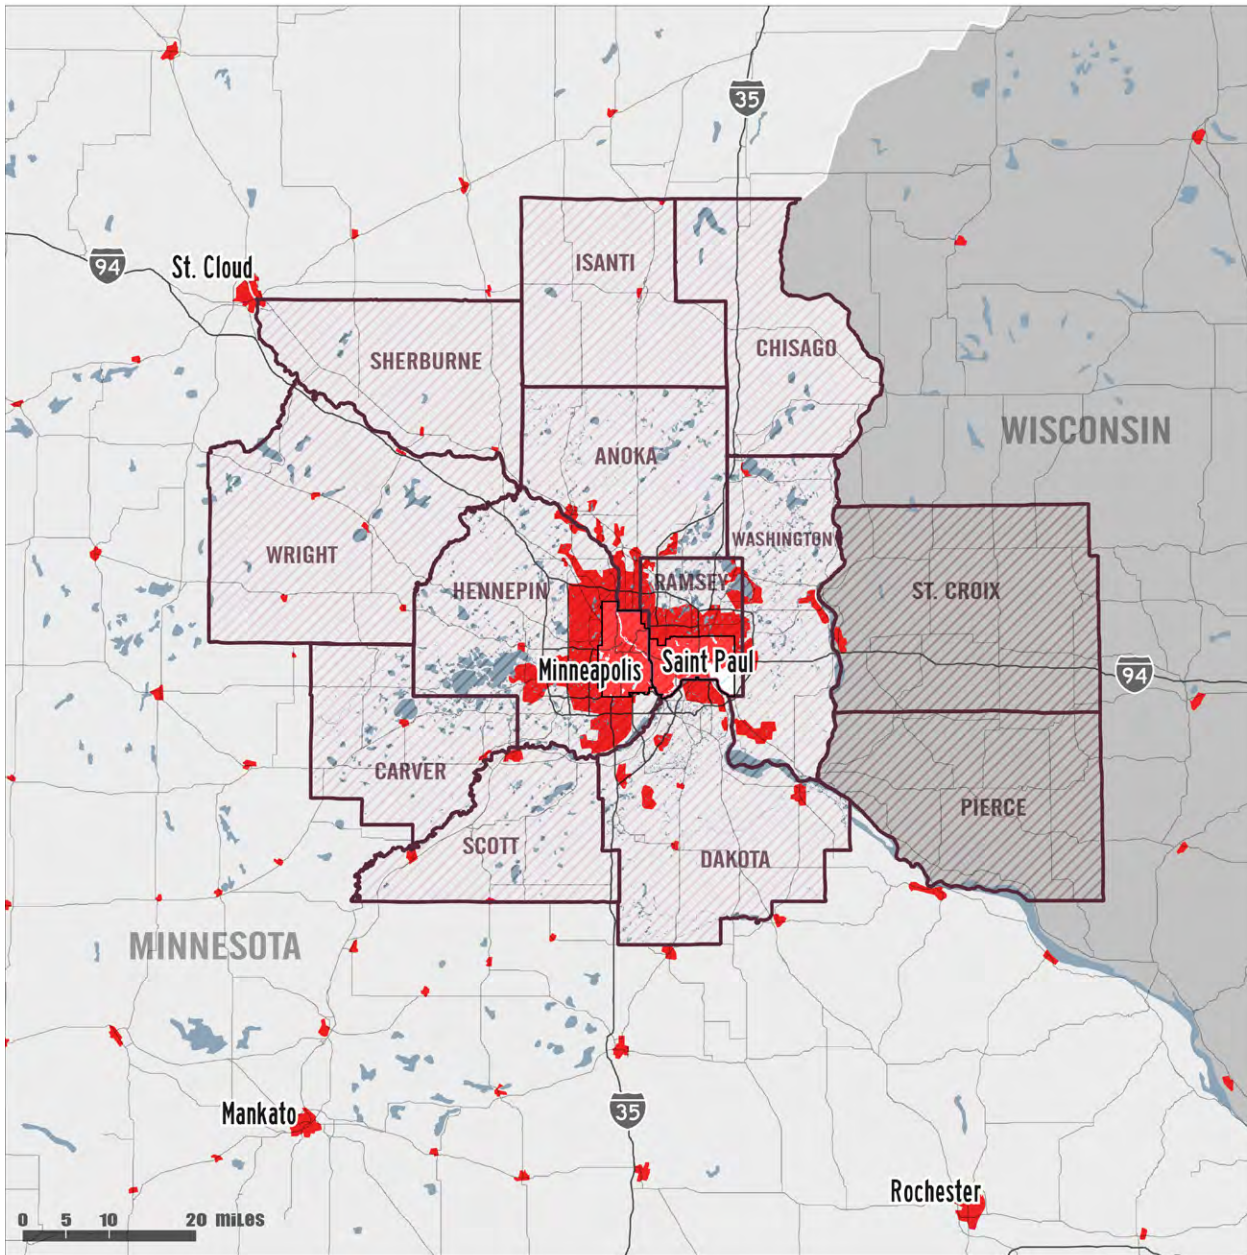 35
94
St. Cloud
ISANTI
SHERBURNE
CHISAGO
WISCONSIN
ANOKA
WASHINGTON
WRIGHT
HENNEPIN
RAMSEY
ST. CROIX
Minneapolis
Saint Paul
94
CARVER
PIERCE
SCOTT
DAKOTA
MINNESOTA
Mankato
35
Rochester
0 5 10 20 MILES